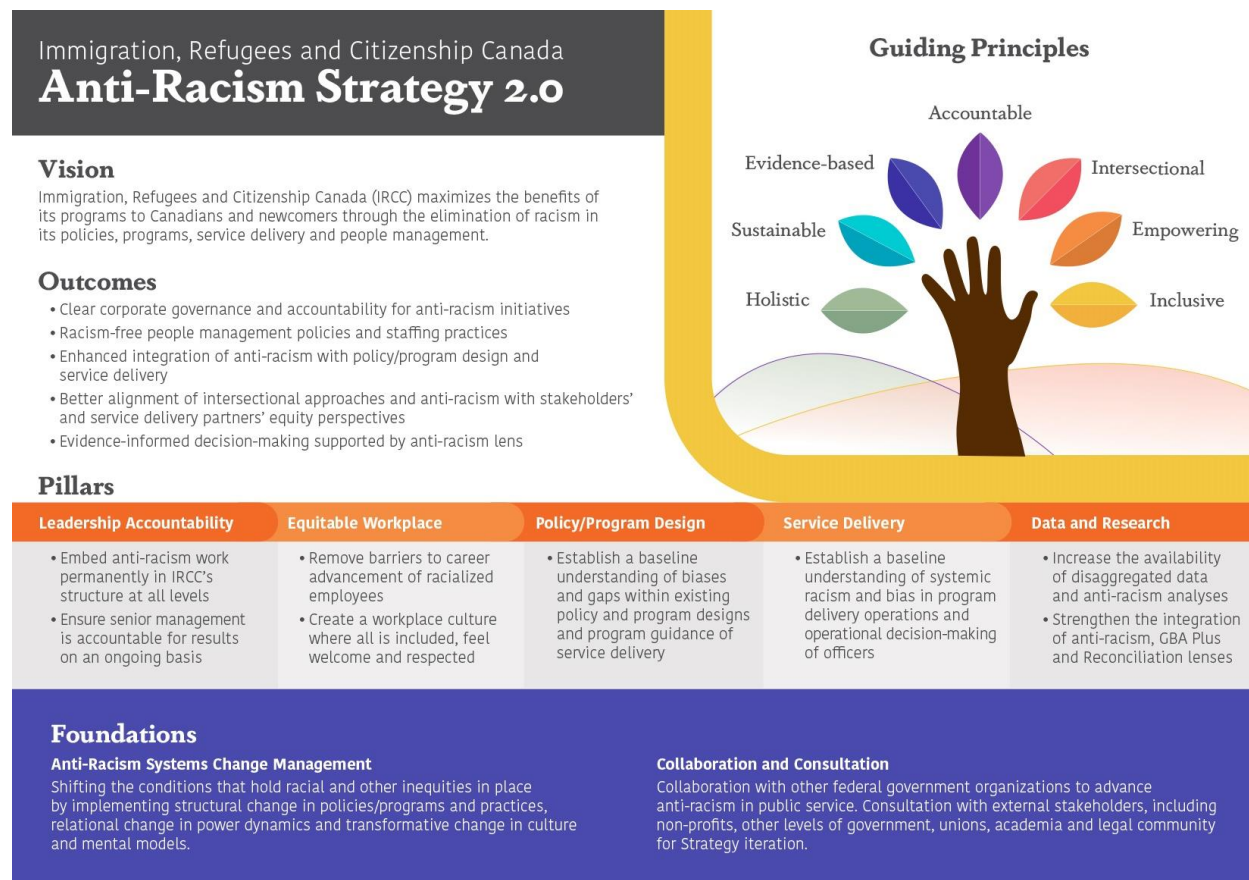 Immigration, Refugees and Citizenship Canada
Anti-Racism Strategy 2.0
Vision
Immigration, Refugees and Citizenship Canada (IRCC) maximizes the benefits of
its programs to Canadians and newcomers through the elimination of racism in
its policies, programs, service delivery and people management.
Outcomes
• Clear corporate governance and accountability for anti-racism initiatives
• Racism-free people management policies and staffing practices
• Enhanced integration of anti-racism with policy/program design and
service delivery
• Better alignment of intersectional approaches and anti-racism with stakeholders’
and service delivery partners’ equity perspectives
• Evidence-informed decision-making supported by anti-racism lens
Guiding Principles
Accountable
Evidence-based
Intersectional
Sustainable
Empowering
Holistic
Inclusive
Pillars
Leadership Accountability
• Embed anti-racism work
permanently in IRCC’s
structure at all levels
• Ensure senior management
is accountable for results
on an ongoing basis
Equitable Workplace
• Remove barriers to career
advancement of racialized
employees
• Create a workplace culture
where all is included, feel
welcome and respected
Policy/Program Design
• Establish a baseline
understanding of biases
and gaps within existing
policy and program designs
and program guidance of
service delivery
Service Delivery
• Establish a baseline
understanding of systemic
racism and bias in program
delivery operations and
operational decision-making
of officers
Data and Research
• Increase the availability
of disaggregated data
and anti-racism analyses
• Strengthen the integration
of anti-racism, GBA Plus
and Reconciliation lenses
Foundations
Anti-Racism Systems Change Management
Shifting the conditions that hold racial and other inequities in place
by implementing structural change in policies/programs and practices,
relational change in power dynamics and transformative change in culture
and mental models.
Collaboration and Consultation
Collaboration with other federal government organizations to advance
anti-racism in public service. Consultation with external stakeholders, including
non-profits, other levels of government, unions, academia and legal community
for Strategy iteration.